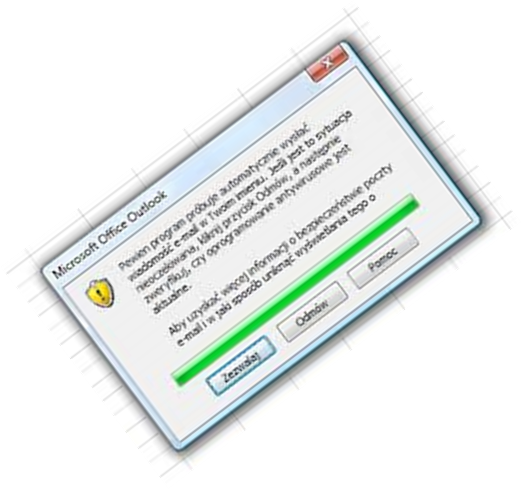 Microsoft Office Outlook
Pewien program próbuje automatycznie wysłać
wiadomość e-mail w Twoim imieniu. Jeśli jest to sytuacja
nieoczekiwana, kliknij przycisk Odmów, a następnie
zweryfikuj, czy oprogramowanie antywirusowe jest
aktualne.
Aby uzyskać więcej informacji o bezpieczeństwie poczty
e-mail i w jaki sposób uniknąć wyświetlania tego o
Zezwalaj
Odmów
Pomoc